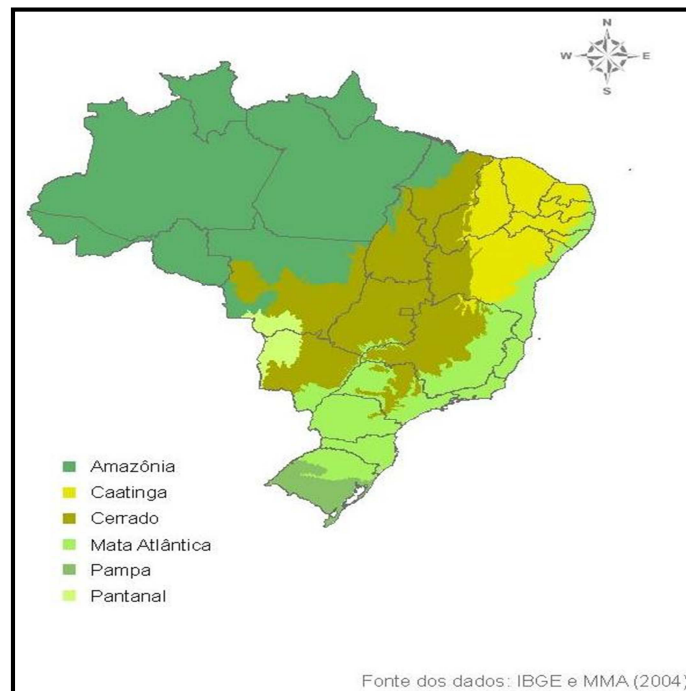 N
W E
S
Amazônia
Caatinga
Cerrado
Mata Atlântica
Pampa
Pantanal
Fonte dos dados: IBGE e MMA (2004)